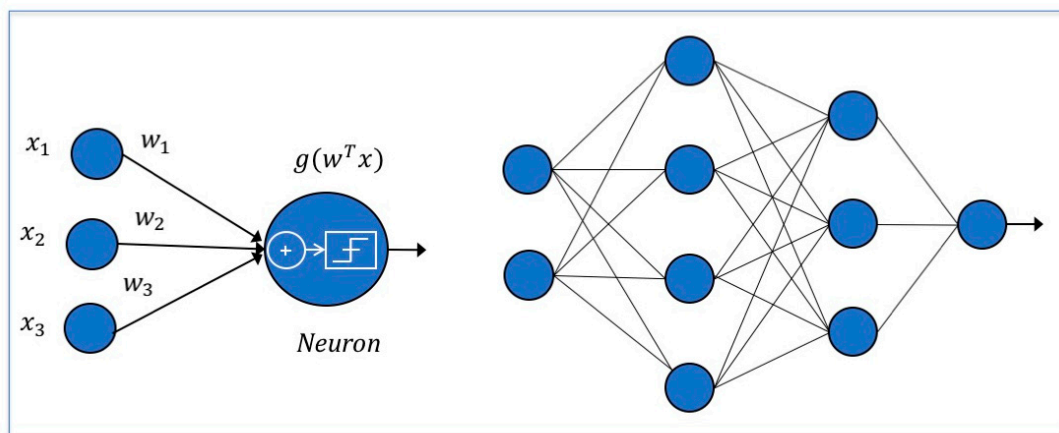 x₁
w₁
g(wᵀx)
x₂
w₂
+
w₃
x₃
Neuron